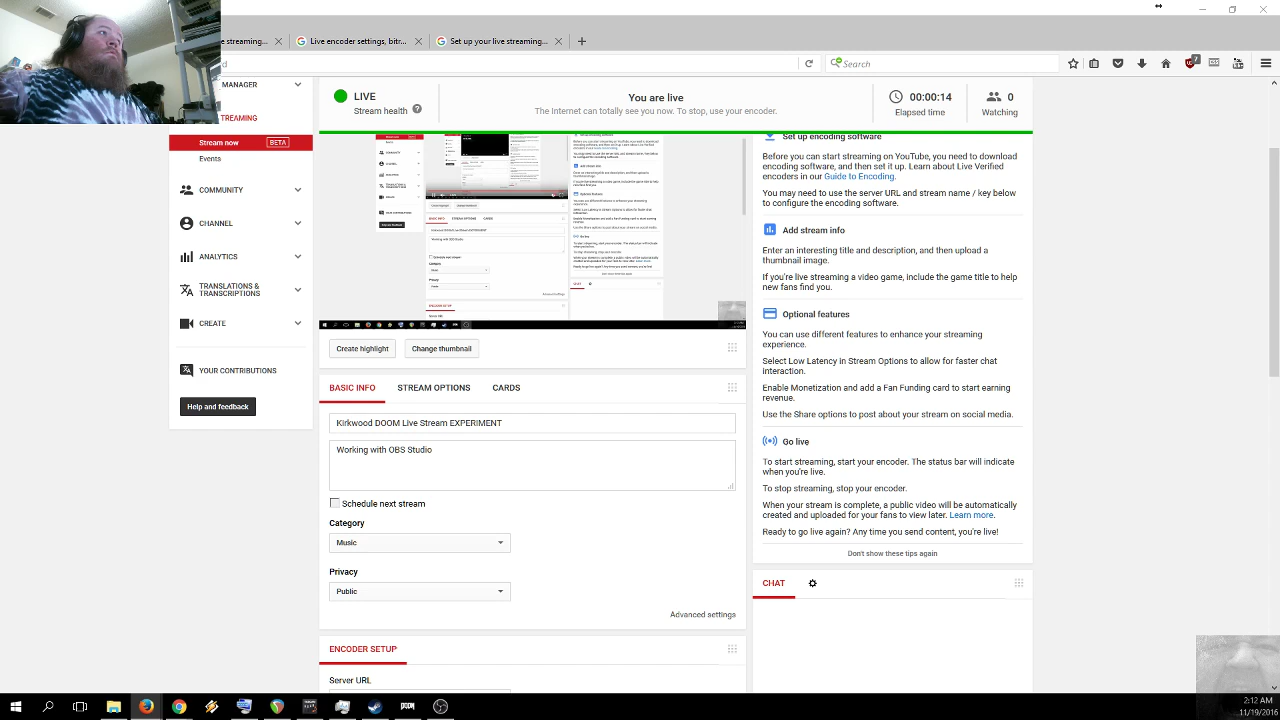 e streaming...
Live encoder settings, bitr...
Set up your live streaming...
d
Search
7
MANAGER
TREAMING
Stream now
BETA
Events
COMMUNITY
CHANNEL
ANALYTICS
TRANSLATIONS &
TRANSCRIPTIONS
CREATE
YOUR CONTRIBUTIONS
Help and feedback
LIVE
Stream health
You are live
The Internet can totally see you now. To stop, use your encoder.
00:00:14
Elapsed time
0
Watching
Create highlight
Change thumbnail
BASIC INFO
STREAM OPTIONS
CARDS
Kirkwood DOOM Live Stream EXPERIMENT
Working with OBS Studio
Schedule next stream
Category
Music
Privacy
Public
Advanced settings
ENCODER SETUP
Server URL
Set up encoding software
Before you can start streaming on YouTube, you need to download
encoding software, and then set it up. Learn about Live Verified
encoders in our Guide to Encoding.
You may need to use the server URL and stream name / key
to configure the encoding software.
Add stream info
Enter an interesting title and description, and then upload a
thumbnail image.
If you're live streaming a video game, include the game title to help
new fans find you.
Optional features
You can use different features to enhance your streaming
experience.
Select Low Latency in Stream Options to allow for faster chat
interaction.
Enable Monetization and add a Fan Funding card to start earning
revenue.
Use the Share options to post about your stream on social media.
Go live
To start streaming, start your encoder. The status bar will indicate
when you're live.
To stop streaming, stop your encoder.
When your stream is complete, a public video will be automatically
created and uploaded for your fans to view later. Learn more.
Ready to go live again? Any time you send content, you're live!
Don't show these tips again
CHAT
2:12 AM
11/19/2016